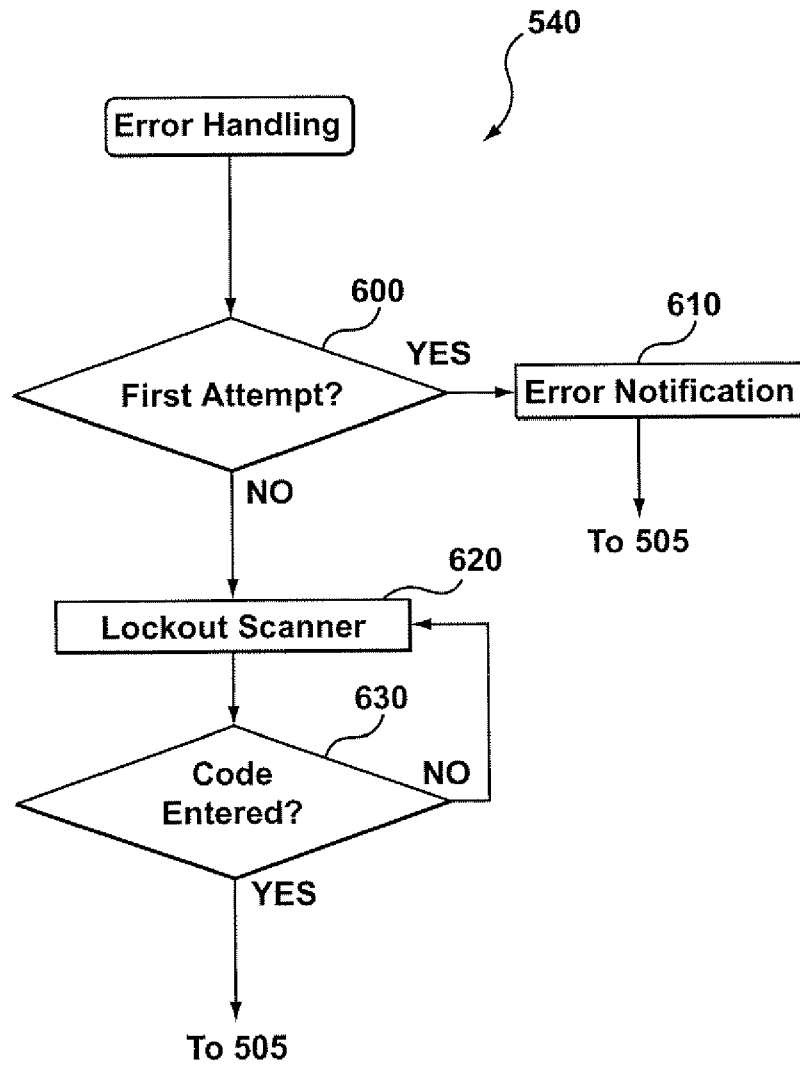 540
Error Handling
600
610
YES
First Attempt?
Error Notification
NO
To 505
620
Lockout Scanner
630
NO
Code
Entered?
YES
To 505